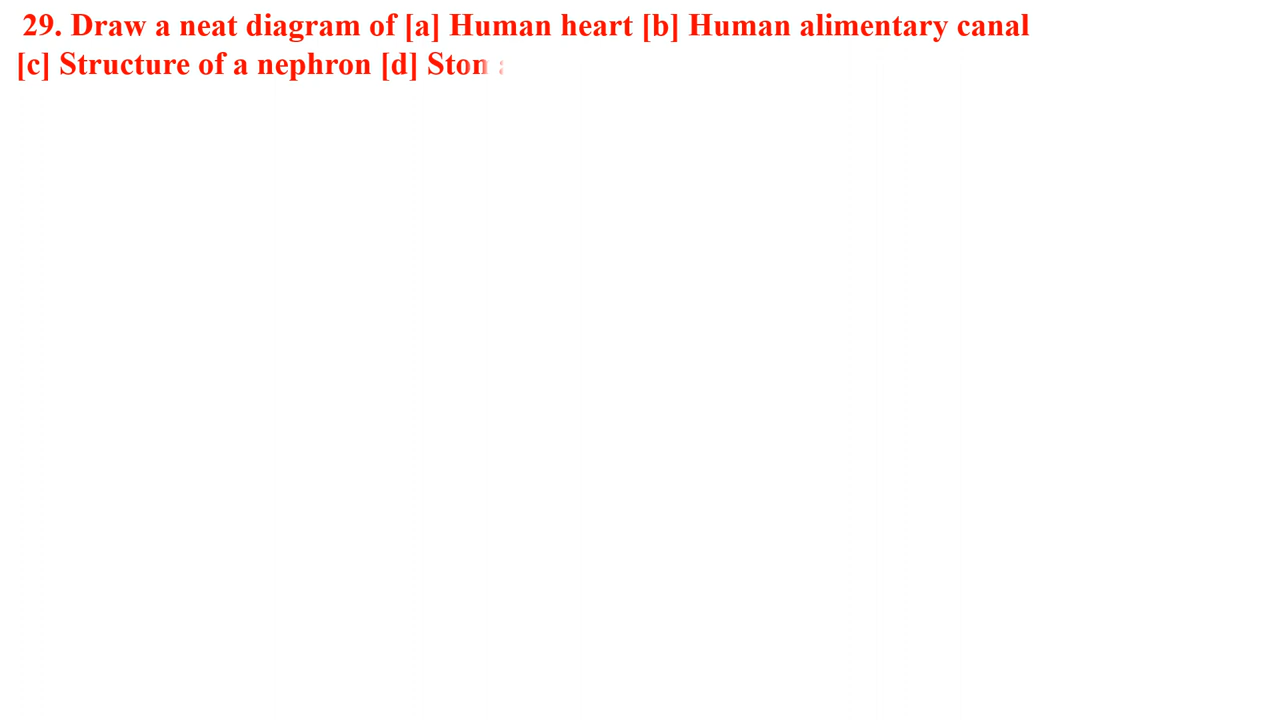 29. Draw a neat diagram of [a] Human heart [b] Human alimentary canal
[c] Structure of a nephron [d]